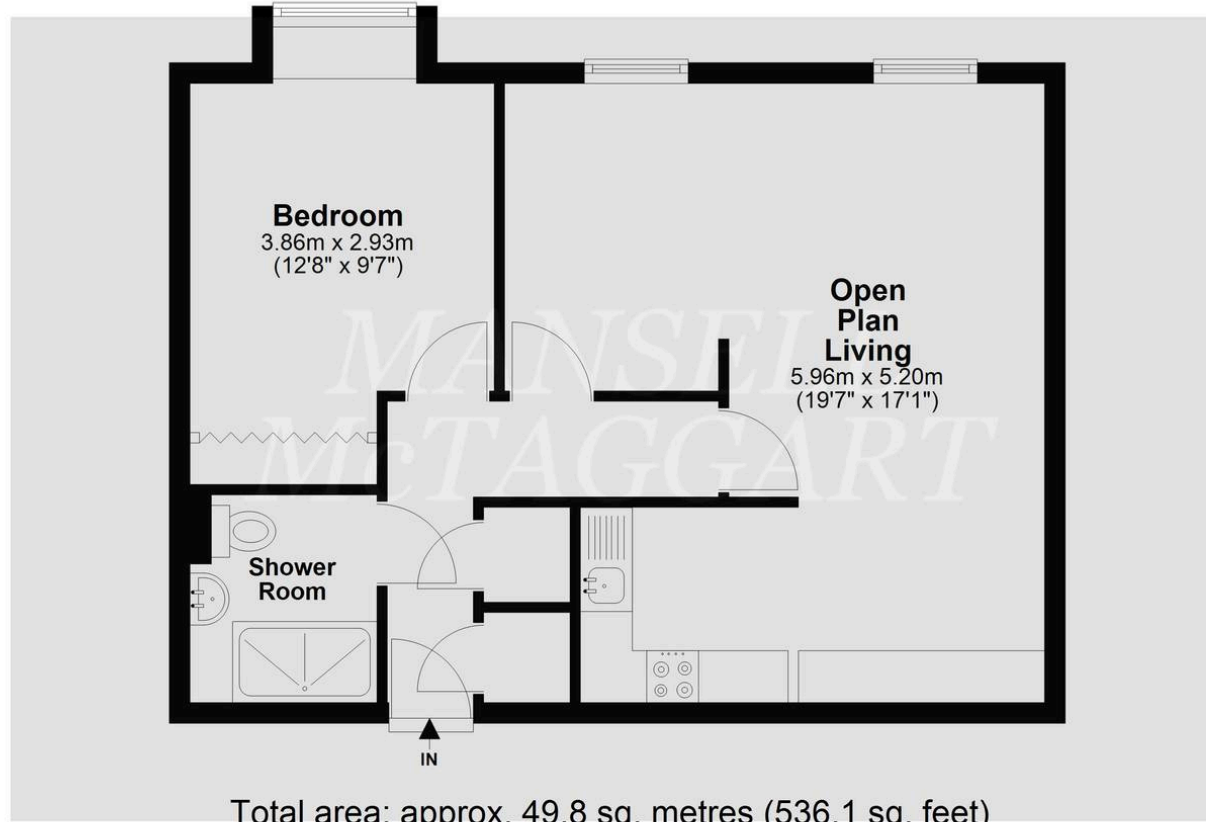 Bedroom
3.86m x 2.93m
(12'8" x 9'7")
Open
Plan
Living
5.96m x 5.20m
(19'7" x 17'1")
MANSELL
McTAGGART
Shower
Room
IN
Total area: approx. 49.8 sq. metres (536.1 sq. feet)